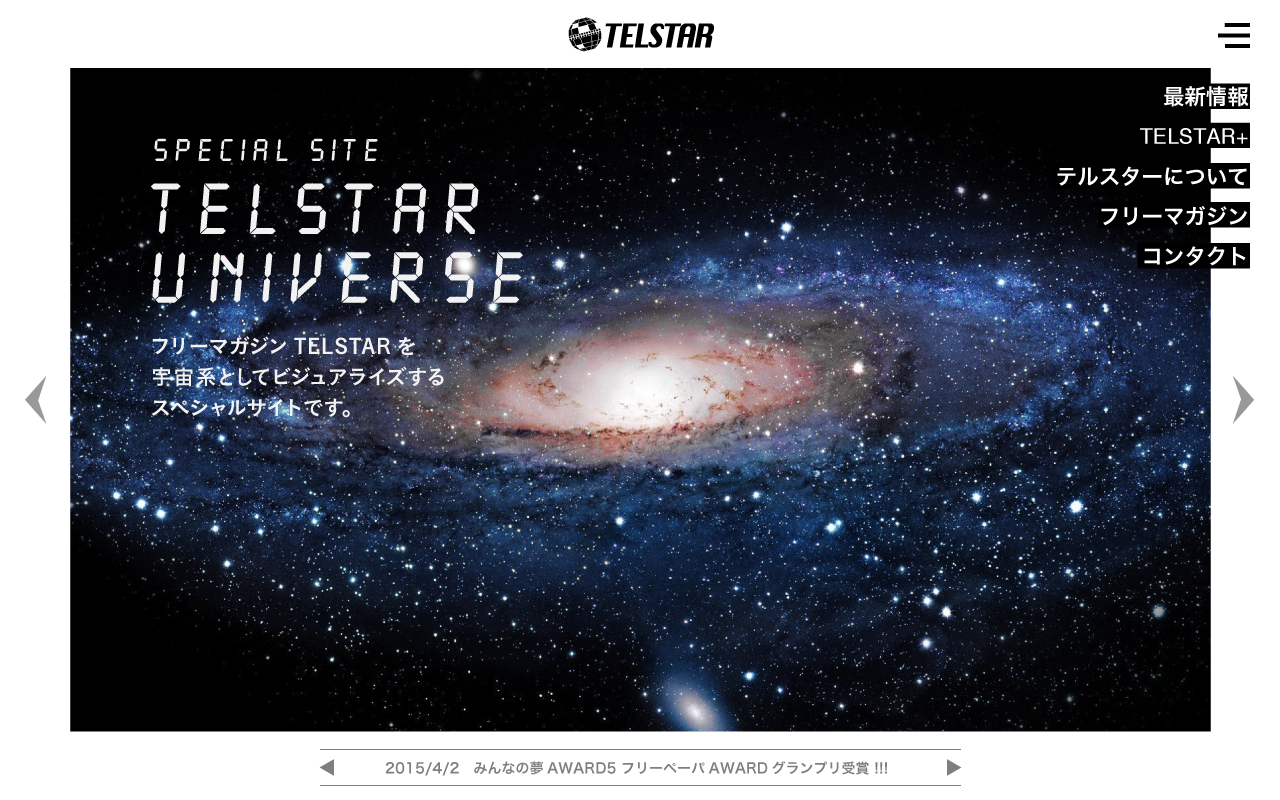 TELSTAR
最新情報
TELSTAR+
テルスターについて
フリーマガジン
コンタクト
SPECIAL SITE
TELSTAR
UNIVERSE
フリーマガジン TELSTAR を
宇宙系としてビジュアライズする
スペシャルサイトです。
2015/4/2 みんなの夢 AWARD5 フリーペーパ AWARD グランプリ受賞 !!!